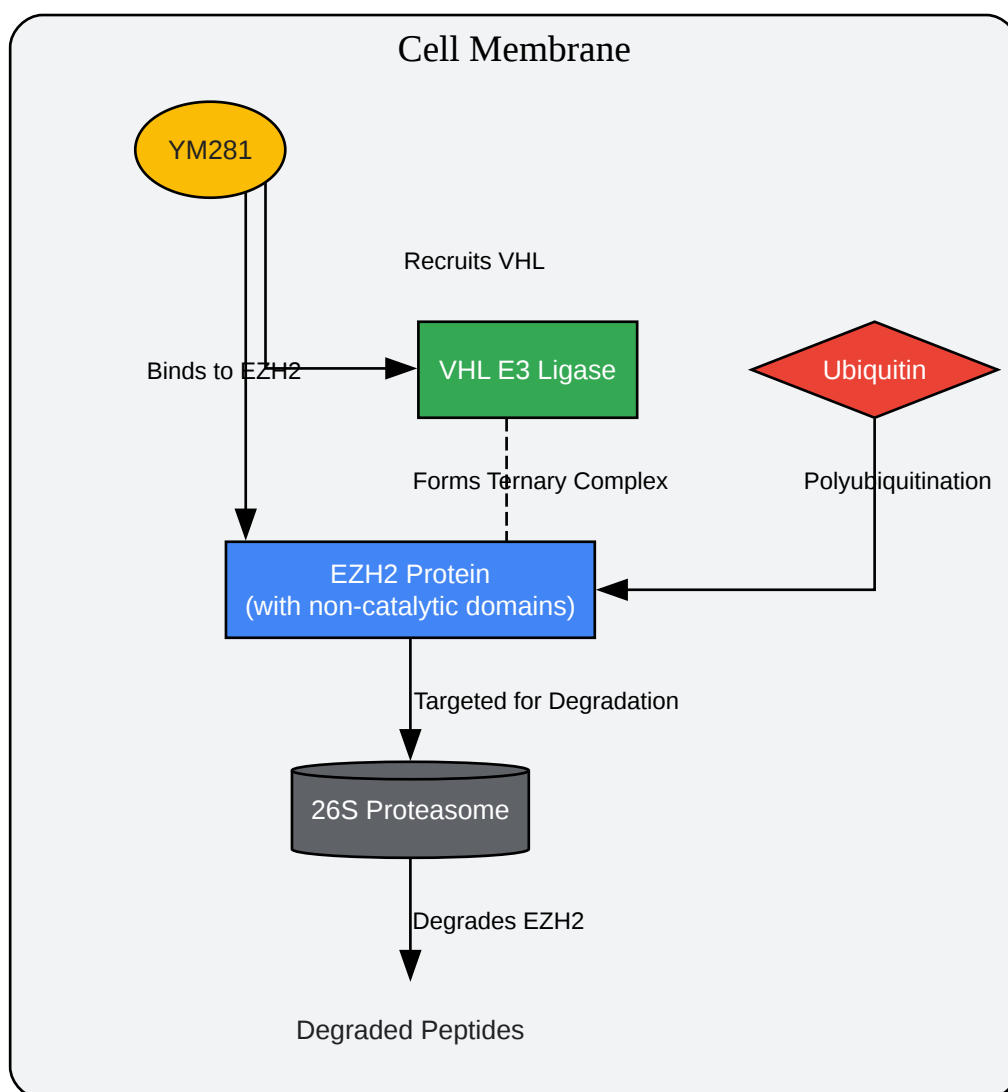 Cell Membrane
YM281
Recruits VHL
Binds to EZH2
VHL E3 Ligase
Ubiquitin
Forms Ternary Complex
Polyubiquitination
EZH2 Protein
(with non-catalytic domains)
Targeted for Degradation
26S Proteasome
Degrades EZH2
Degraded Peptides